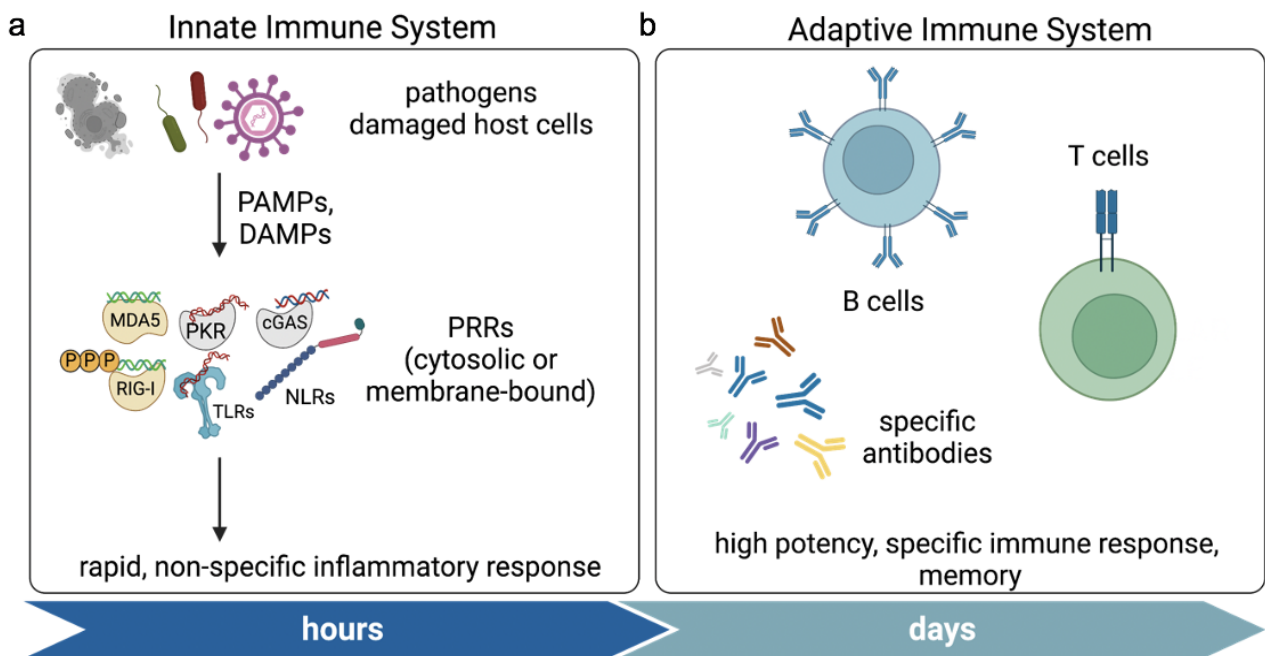 a
Innate Immune System
pathogens
damaged host cells
PAMPs,
DAMPs
MDA5
PKR
cGAS
PPP
RIG-I
TLRs
NLRs
PRRs
(cytosolic or
membrane-bound)
rapid, non-specific inflammatory response
hours
b
Adaptive Immune System
T cells
B cells
specific
antibodies
high potency, specific immune response,
memory
days